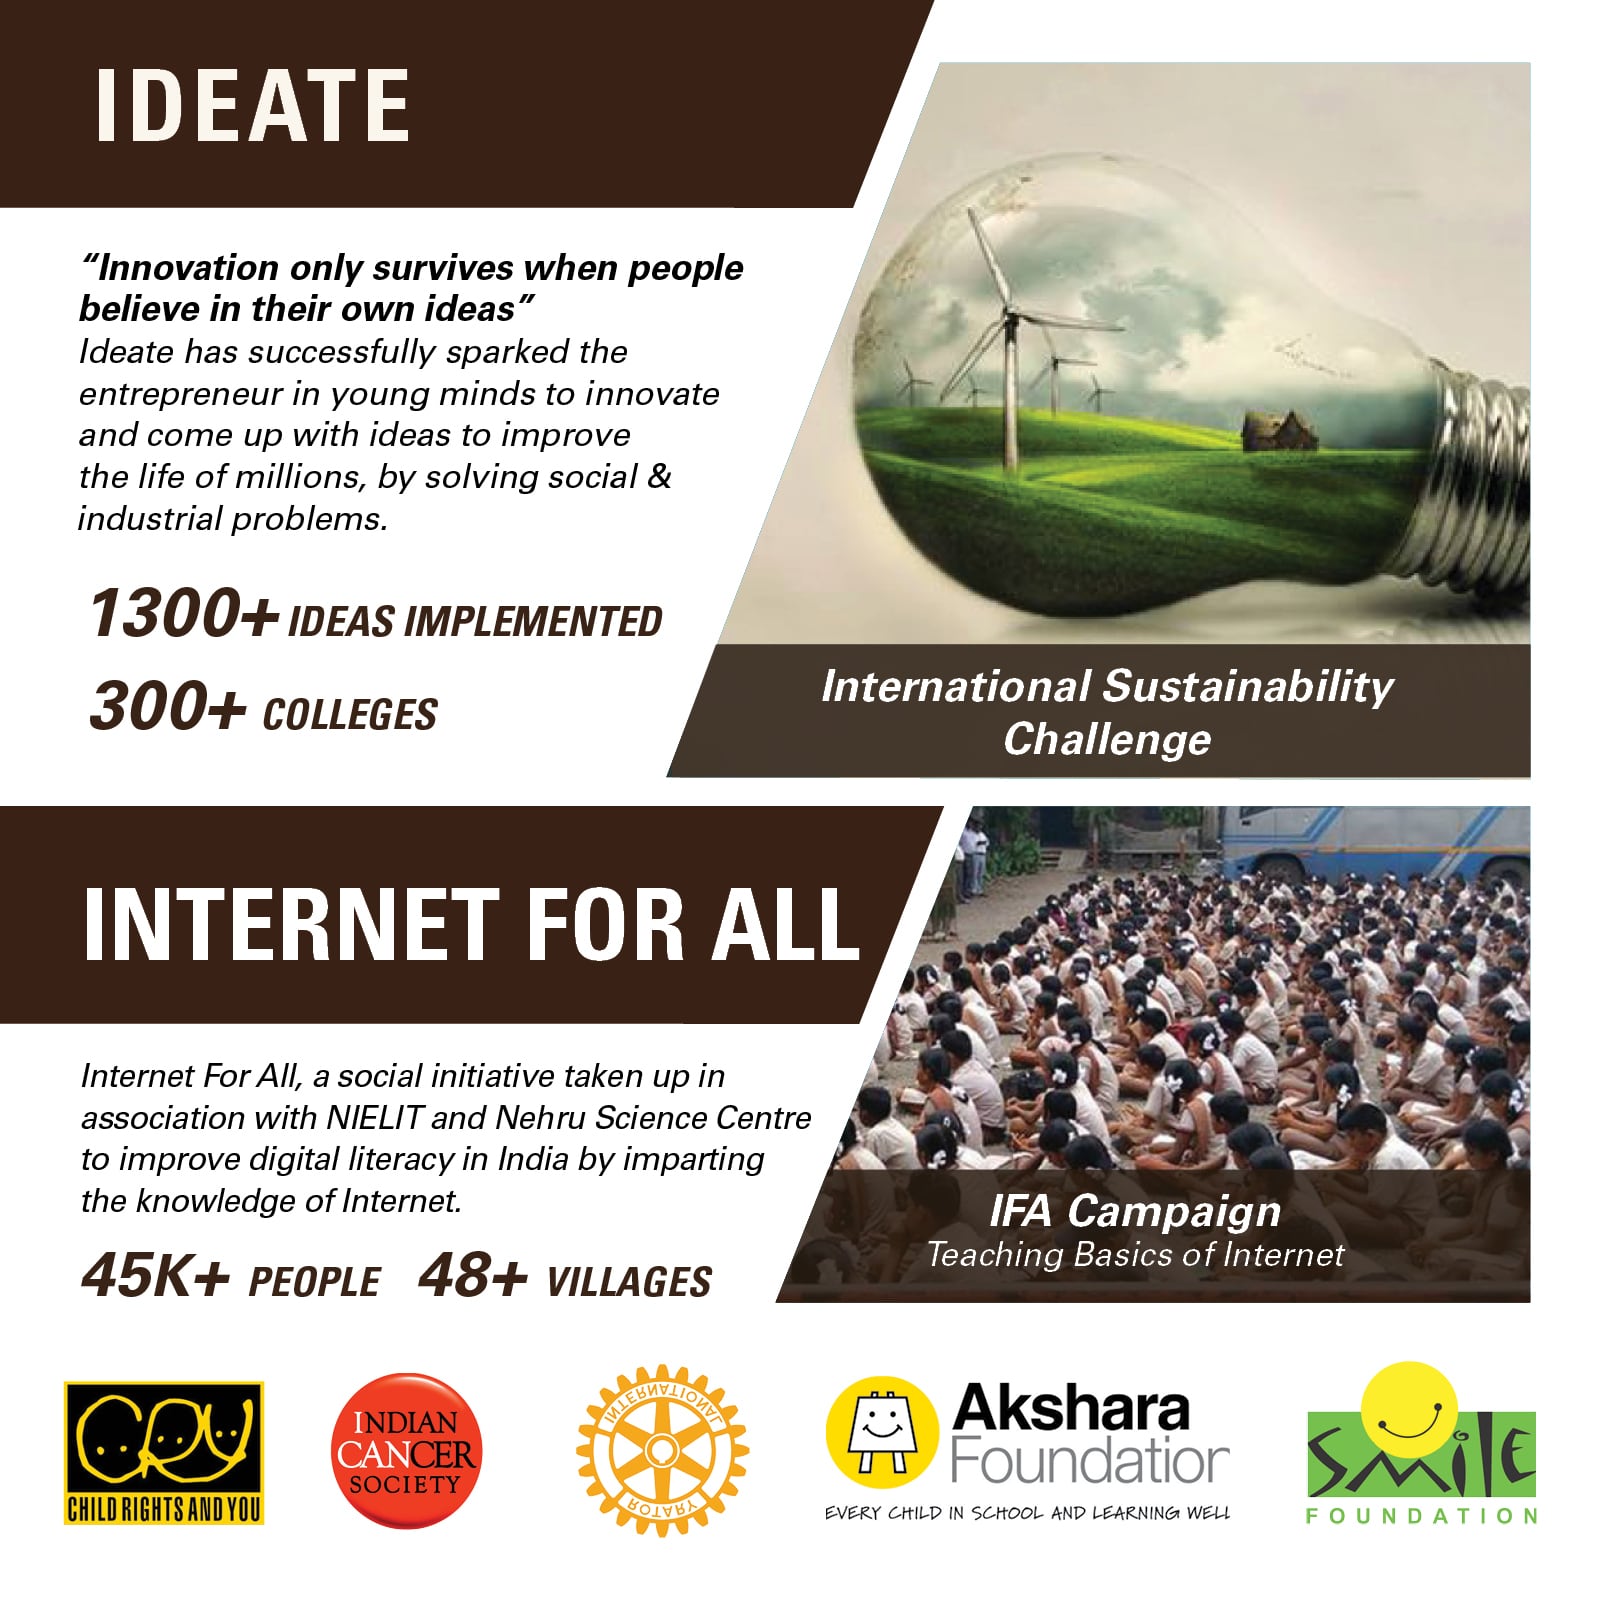 IDEATE
“Innovation only survives when people
believe in their own ideas”
Ideate has successfully sparked the
entrepreneur in young minds to innovate
and come up with ideas to improve
the life of millions, by solving social &
industrial problems.
1300+ IDEAS IMPLEMENTED
300+ COLLEGES
International Sustainability
Challenge
INTERNET FOR ALL
Internet For All, a social initiative taken up in
association with NIELIT and Nehru Science Centre
to improve digital literacy in India by imparting
the knowledge of Internet.
45K+ PEOPLE 48+ VILLAGES
IFA Campaign
Teaching Basics of Internet
CRY
CHILD RIGHTS AND YOU
INDIAN
CANCER
SOCIETY
INTERNATIONAL
ROTARY
Akshara
Foundation
EVERY CHILD IN SCHOOL AND LEARNING WELL
SMiLE
FOUNDATION